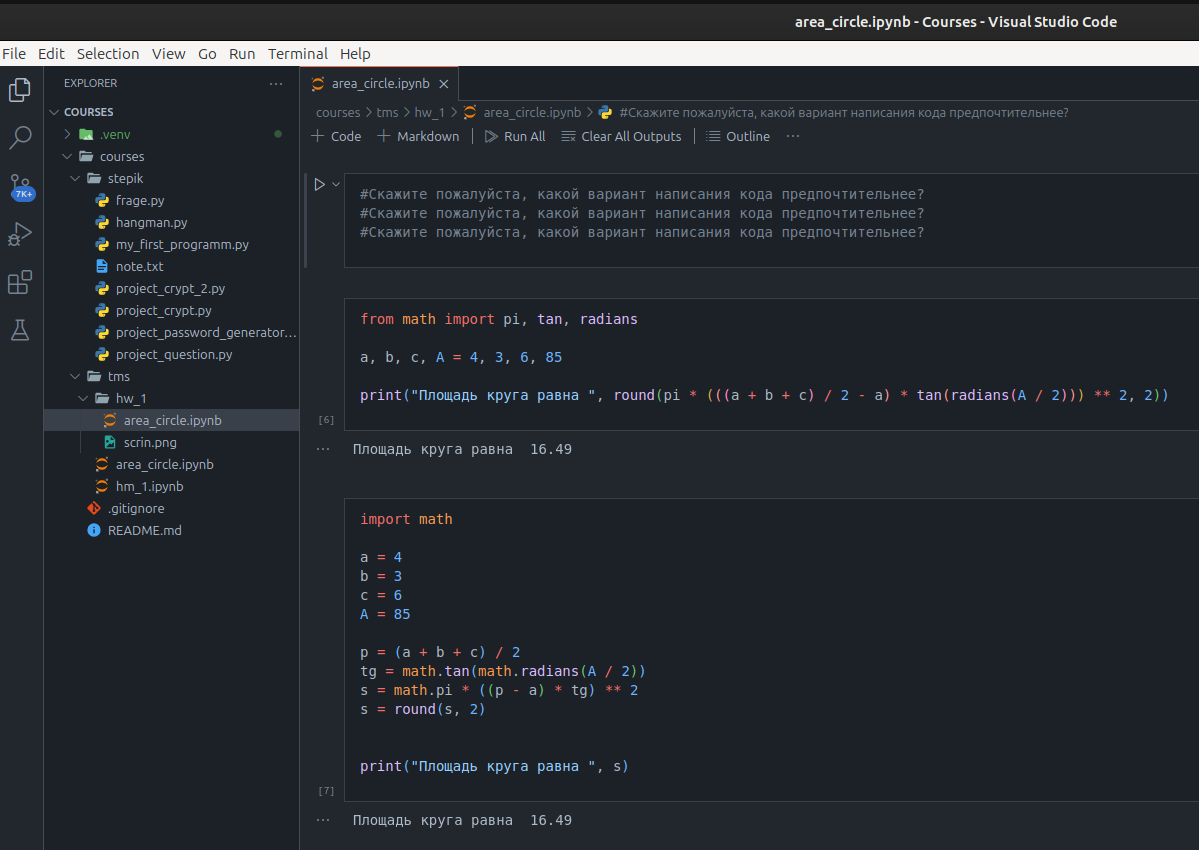 area_circle.ipynb - Courses - Visual Studio Code
File Edit Selection View Go Run Terminal Help
EXPLORER ···
COURSES
.venv
courses
stepik
frage.py
hangman.py
my_first_programm.py
note.txt
project_crypt_2.py
project_crypt.py
project_password_generator...
project_question.py
tms
hw_1
area_circle.ipynb
scrin.png
area_circle.ipynb
hm_1.ipynb
.gitignore
README.md
7K+
area_circle.ipynb ×
courses > tms > hw_1 > area_circle.ipynb > #Скажите пожалуйста, какой вариант написания кода предпочтительнее?
+ Code + Markdown | Run All Clear All Outputs | Outline ···
#Скажите пожалуйста, какой вариант написания кода предпочтительнее?
#Скажите пожалуйста, какой вариант написания кода предпочтительнее?
#Скажите пожалуйста, какой вариант написания кода предпочтительнее?
from math import pi, tan, radians
a, b, c, A = 4, 3, 6, 85
print("Площадь круга равна ", round(pi * (((a + b + c) / 2 - a) * tan(radians(A / 2))) ** 2, 2))
[6]
··· Площадь круга равна  16.49
import math
a = 4
b = 3
c = 6
A = 85
p = (a + b + c) / 2
tg = math.tan(math.radians(A / 2))
s = math.pi * ((p - a) * tg) ** 2
s = round(s, 2)
print("Площадь круга равна ", s)
[7]
··· Площадь круга равна  16.49